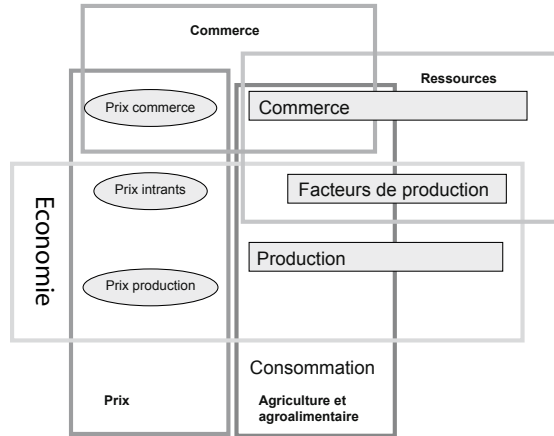 Commerce
Ressources
Prix commerce
Commerce
Prix intrants
Facteurs de production
Economie
Production
Prix production
Consommation
Prix
Agriculture et
agroalimentaire